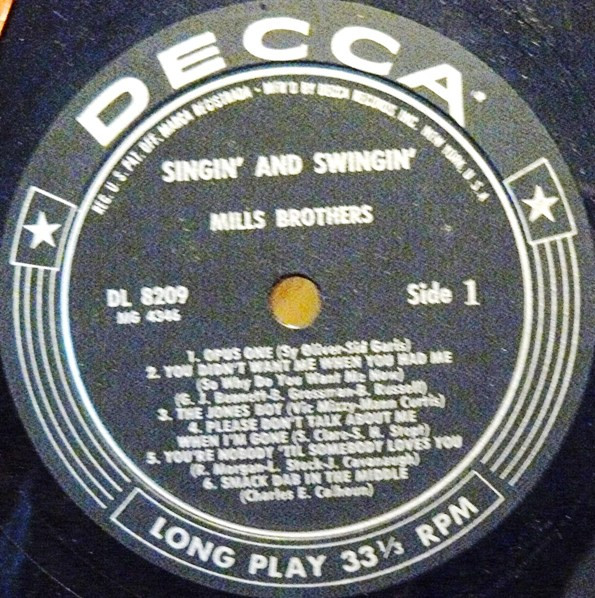 DECCA
REG. U. S. PAT. OFF. MARCA REGISTRADA • MFR'D BY DECCA RECORDS, INC., NEW YORK, U.S.A.
SINGIN' AND SWINGIN'
MILLS BROTHERS
DL 8209
MG 4346
Side 1
1. OPUS ONE (Sy Oliver-Sid Garis)
2. YOU DIDN'T WANT ME WHEN YOU HAD ME
(So Why Do You Want Me Now)
(G. J. Bennett-B. Grossman-B. Russell)
3. THE JONES BOY (Vic Mizzy-Mann Curtis)
4. PLEASE DON'T TALK ABOUT ME
WHEN I'M GONE (S. Clare-S. H. Stept)
5. YOU'RE NOBODY 'TIL SOMEBODY LOVES YOU
(R. Morgan-L. Stock-J. Cavanaugh)
6. SMACK DAB IN THE MIDDLE
(Charles E. Calhoun)
LONG PLAY 33⅓ RPM